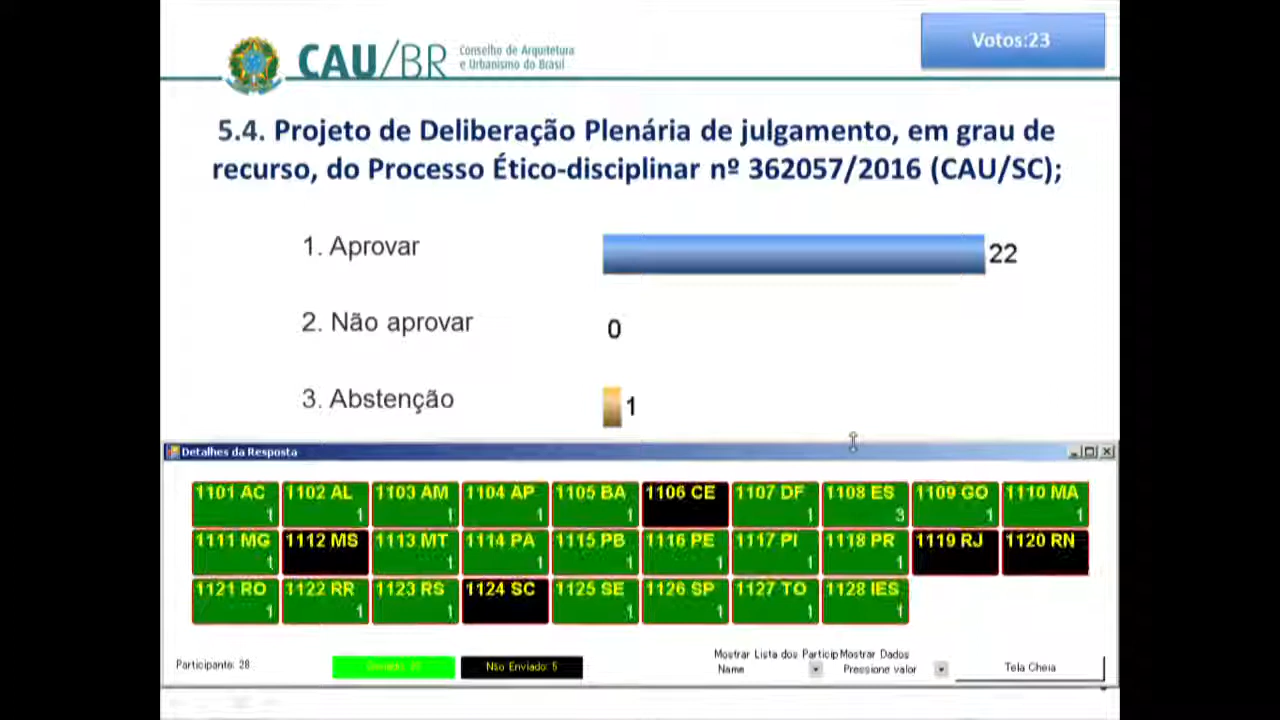 CAU/BR
Conselho de Arquitetura
e Urbanismo do Brasil
Votos:23
5.4. Projeto de Deliberação Plenária de julgamento, em grau de
recurso, do Processo Ético-disciplinar nº 362057/2016 (CAU/SC);
1. Aprovar 22
2. Não aprovar 0
3. Abstenção 1
Detalhes da Resposta
1101 AC 1102 AL 1103 AM 1104 AP 1105 BA 1106 CE 1107 DF 1108 ES 1109 GO 1110 MA
1 1 1 1 1 1 3 1 1
1111 MG 1112 MS 1113 MT 1114 PA 1115 PB 1116 PE 1117 PI 1118 PR 1119 RJ 1120 RN
1 1 1 1 1 1 1
1121 RO 1122 RR 1123 RS 1124 SC 1125 SE 1126 SP 1127 TO 1128 IES
1 1 1 1 1 1 1
Mostrar Lista dos Particip Mostrar Dados
Participante: 28 Não Enviado: 5 Name Pressione valor Tela Cheia